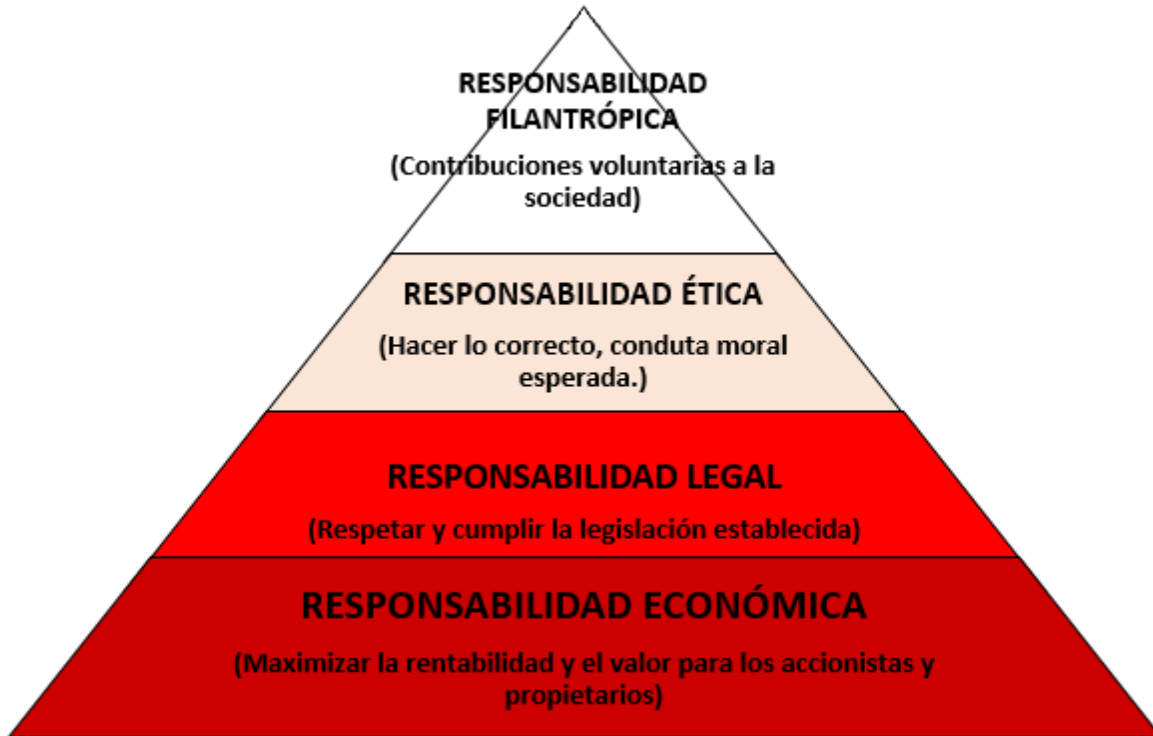 RESPONSABILIDAD
FILANTRÓPICA
(Contribuciones voluntarias a la
sociedad)
RESPONSABILIDAD ÉTICA
(Hacer lo correcto, conduta moral
esperada.)
RESPONSABILIDAD LEGAL
(Respetar y cumplir la legislación establecida)
RESPONSABILIDAD ECONÓMICA
(Maximizar la rentabilidad y el valor para los accionistas y
propietarios)